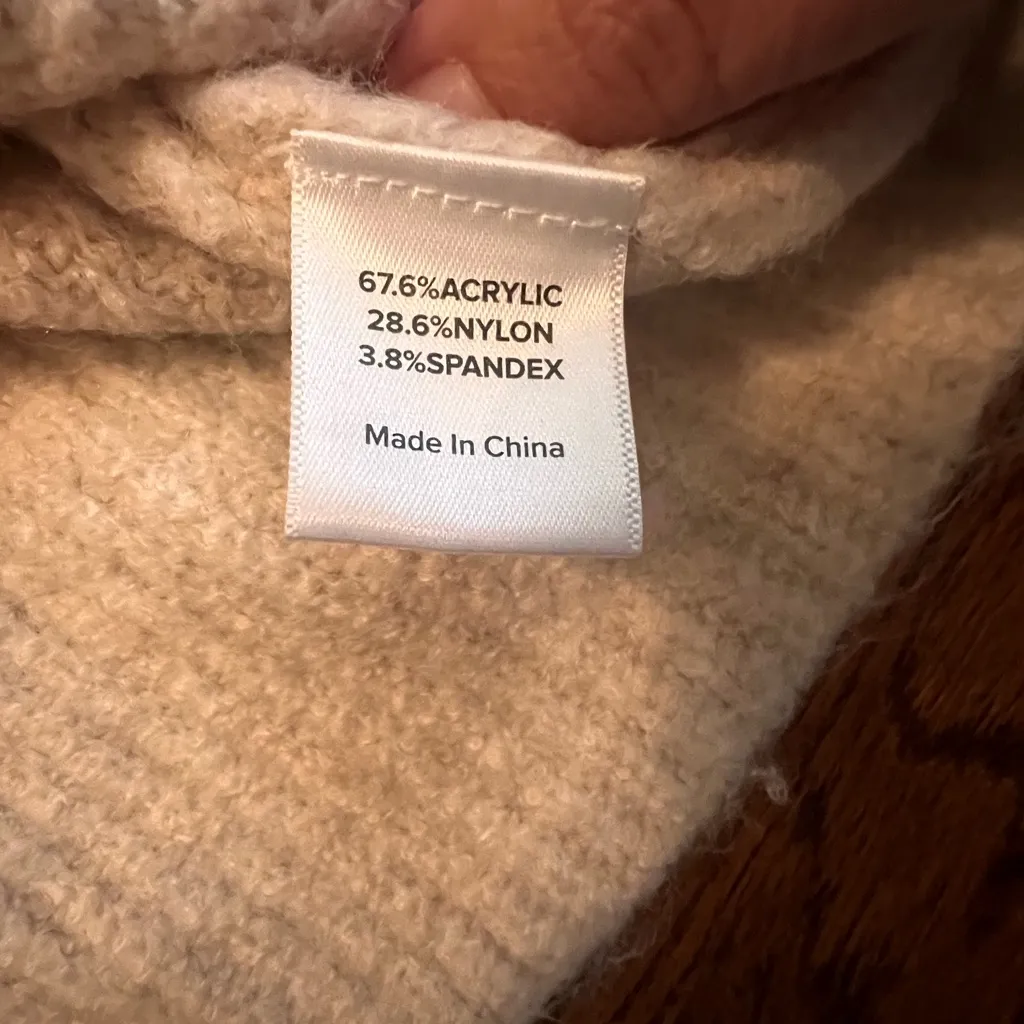 67.6%ACRYLIC
28.6%NYLON
3.8%SPANDEX
Made In China